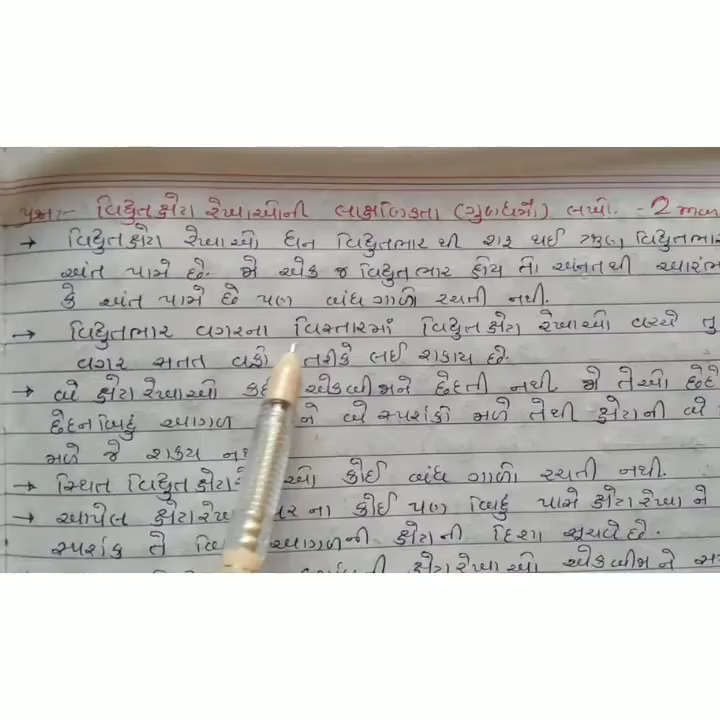 પ્રશ્ન:- વિદ્યુતક્ષેત્ર રેખાઓની લાક્ષણિકતા (ગુણધર્મો) લખો. - 2
→ વિદ્યુતક્ષેત્ર રેખાઓ ધન વિદ્યુતભાર થી શરૂ થઈ ઋણ વિદ્યુતભાર
અંત પામે છે. જો એક જ વિદ્યુતભાર હોય તો અનંતથી આરંભ
કે અંત પામે છે પણ બંધ ગાળો રચતી નથી.
→ વિદ્યુતભાર વગરના વિસ્તારમાં વિદ્યુતક્ષેત્ર રેખાઓ વચ્ચે તુ
વગર સતત વક્રો તરીકે લઈ શકાય છે.
→ બે ક્ષેત્રરેખાઓ એકબીજાને છેદતી નથી. જો તેઓ છેદે
છેદનબિંદુ આગળ ને બે સ્પર્શકો મળે તેથી ક્ષેત્રની બે
મળે જે શક્ય
→ સ્થિત વિદ્યુતક્ષેત્ર કોઈ બંધ ગાળો રચતી નથી.
→ આપેલ ક્ષેત્રરેખા પર ના કોઈ પણ બિંદુ પાસે ક્ષેત્રરેખા ને
સ્પર્શક તે આગળની ક્ષેત્રની દિશા સૂચવે છે.
ક્ષેત્રરેખાઓ એકબીજાને